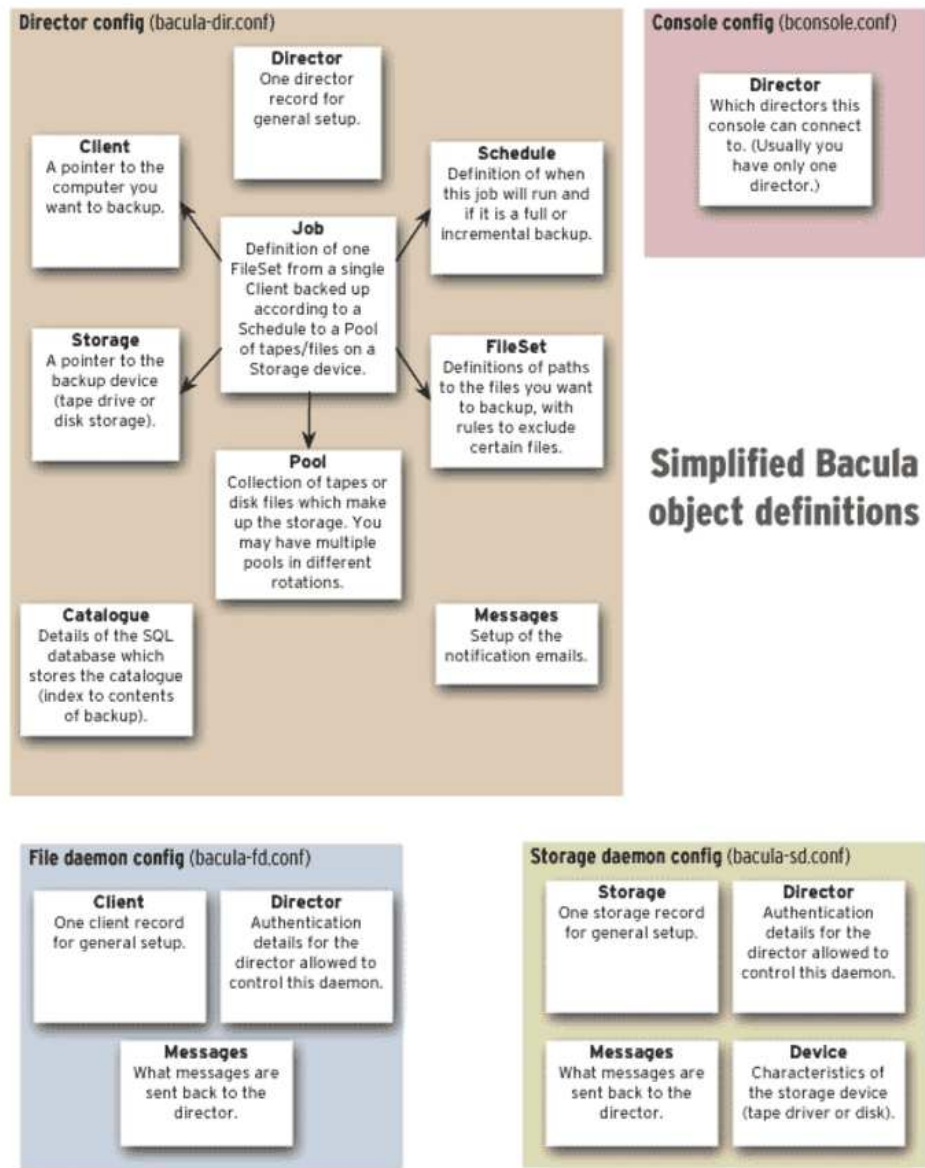 Director config (bacula-dir.conf)
Director
One director
record for
general setup.
Client
A pointer to the
computer you
want to backup.
Schedule
Definition of when
this job will run and
if it is a full or
incremental backup.
Job
Definition of one
FileSet from a single
Client backed up
according to a
Schedule to a Pool
of tapes/files on a
Storage device.
Storage
A pointer to the
backup device
(tape drive or
disk storage).
FileSet
Definitions of paths
to the files you want
to backup, with
rules to exclude
certain files.
Pool
Collection of tapes or
disk files which make
up the storage. You
may have multiple
pools in different
rotations.
Catalogue
Details of the SQL
database which
stores the catalogue
(index to contents
of backup).
Messages
Setup of the
notification emails.
Console config (bconsole.conf)
Director
Which directors this
console can connect
to. (Usually you
have only one
director.)
Simplified Bacula
object definitions
File daemon config (bacula-fd.conf)
Client
One client record
for general setup.
Director
Authentication
details for the
director allowed to
control this daemon.
Messages
What messages are
sent back to the
director.
Storage daemon config (bacula-sd.conf)
Storage
One storage record
for general setup.
Director
Authentication
details for the
director allowed to
control this daemon.
Messages
What messages are
sent back to the
director.
Device
Characteristics of
the storage device
(tape driver or disk).